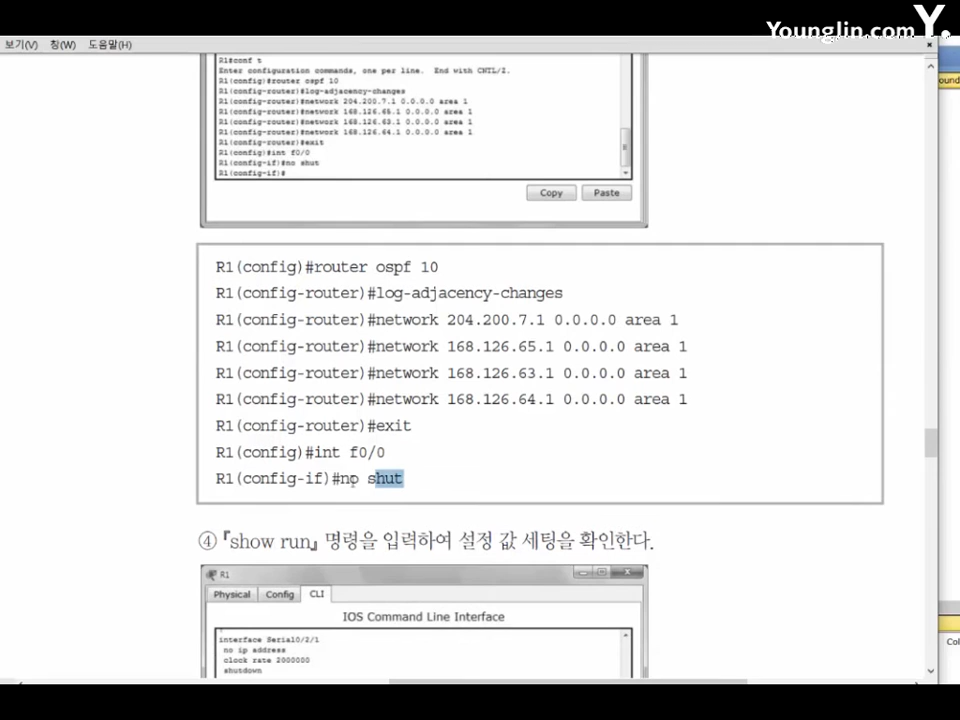 Younglin.com Y.
보기(V) 창(W) 도움말(H)
R1#conf t
Enter configuration commands, one per line. End with CNTL/Z.
R1(config)#router ospf 10
R1(config-router)#log-adjacency-changes
R1(config-router)#network 204.200.7.1 0.0.0.0 area 1
R1(config-router)#network 168.126.65.1 0.0.0.0 area 1
R1(config-router)#network 168.126.63.1 0.0.0.0 area 1
R1(config-router)#network 168.126.64.1 0.0.0.0 area 1
R1(config-router)#exit
R1(config)#int f0/0
R1(config-if)#no shut
R1(config-if)#
Copy Paste
R1(config)#router ospf 10
R1(config-router)#log-adjacency-changes
R1(config-router)#network 204.200.7.1 0.0.0.0 area 1
R1(config-router)#network 168.126.65.1 0.0.0.0 area 1
R1(config-router)#network 168.126.63.1 0.0.0.0 area 1
R1(config-router)#network 168.126.64.1 0.0.0.0 area 1
R1(config-router)#exit
R1(config)#int f0/0
R1(config-if)#no shut
④『show run』 명령을 입력하여 설정 값 세팅을 확인한다.
R1
Physical Config CLI
IOS Command Line Interface
interface Serial0/2/1
no ip address
clock rate 2000000
shutdown